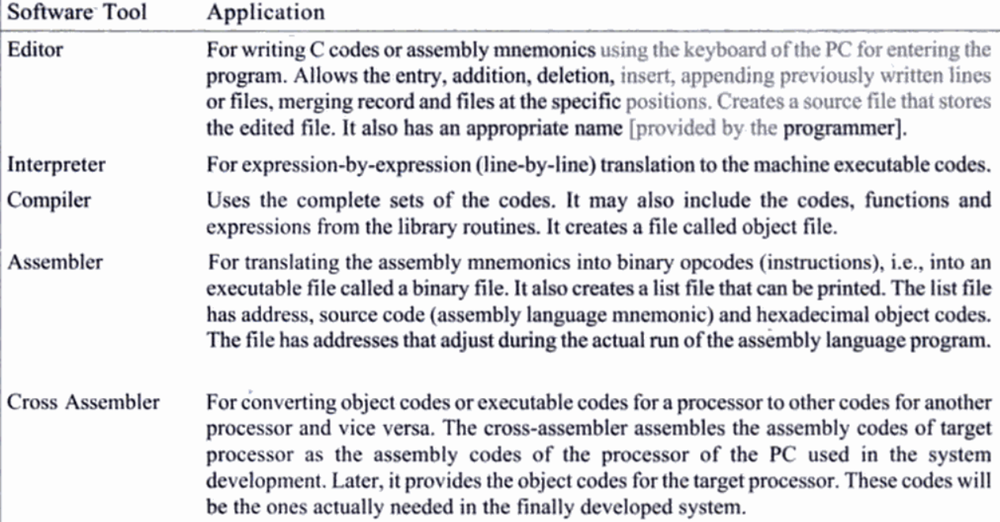 Software Tool Application
Editor For writing C codes or assembly mnemonics using the keyboard of the PC for entering the
program. Allows the entry, addition, deletion, insert, appending previously written lines
or files, merging record and files at the specific positions. Creates a source file that stores
the edited file. It also has an appropriate name [provided by the programmer].
Interpreter For expression-by-expression (line-by-line) translation to the machine executable codes.
Compiler Uses the complete sets of the codes. It may also include the codes, functions and
expressions from the library routines. It creates a file called object file.
Assembler For translating the assembly mnemonics into binary opcodes (instructions), i.e., into an
executable file called a binary file. It also creates a list file that can be printed. The list file
has address, source code (assembly language mnemonic) and hexadecimal object codes.
The file has addresses that adjust during the actual run of the assembly language program.
Cross Assembler For converting object codes or executable codes for a processor to other codes for another
processor and vice versa. The cross-assembler assembles the assembly codes of target
processor as the assembly codes of the processor of the PC used in the system
development. Later, it provides the object codes for the target processor. These codes will
be the ones actually needed in the finally developed system.